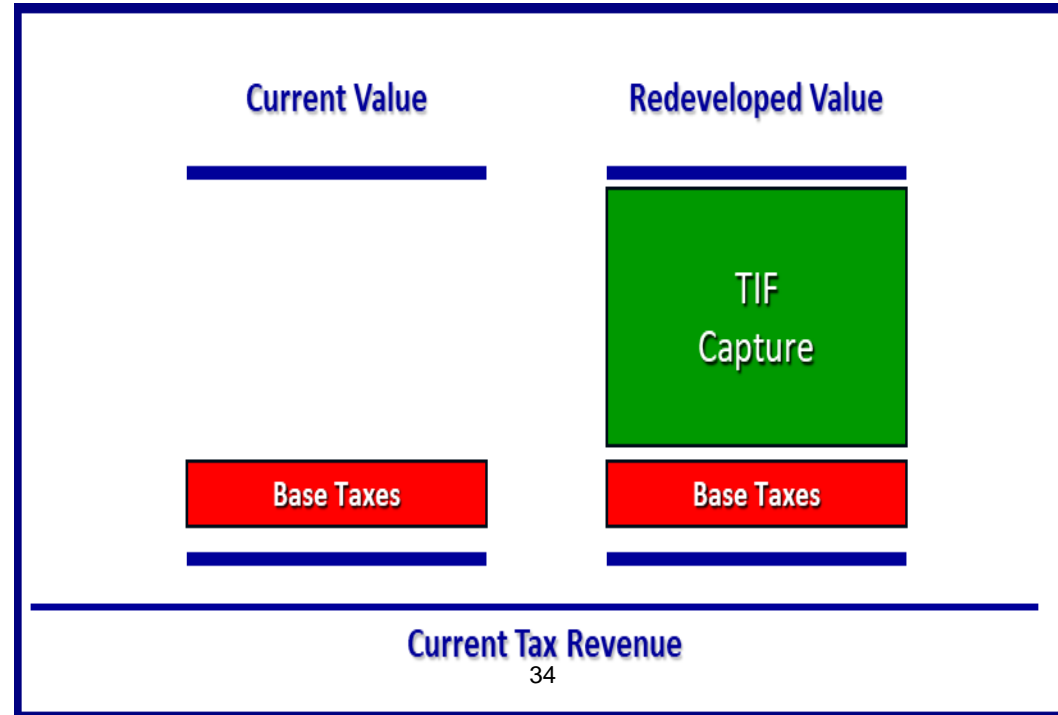 Current Value
Redeveloped Value
TIF
Capture
Base Taxes
Base Taxes
Current Tax Revenue
34